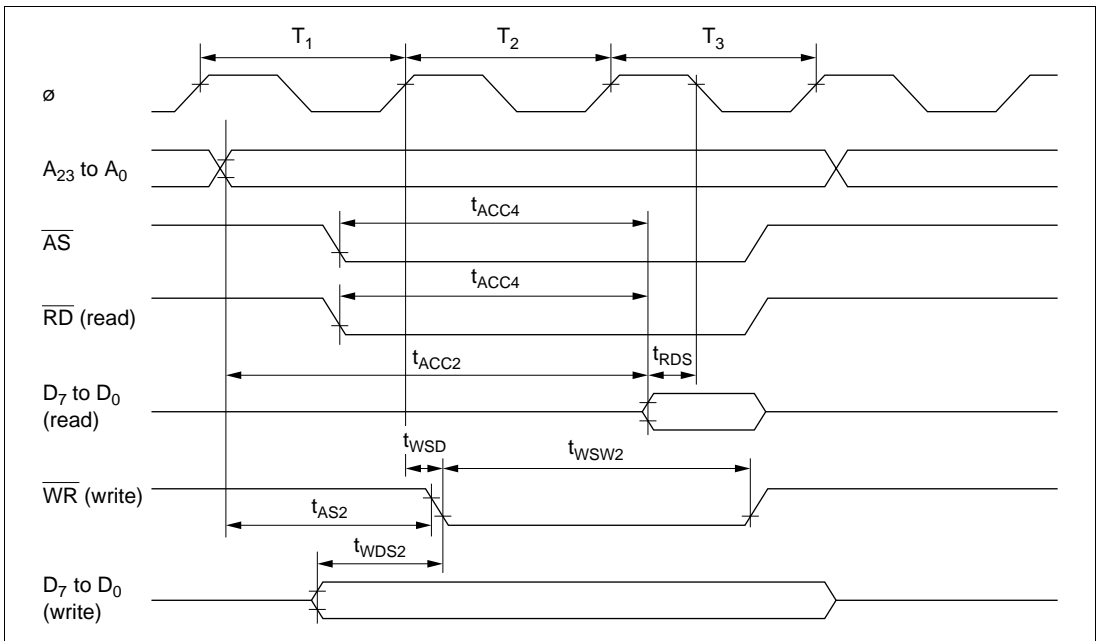 T1 T2 T3
ø
A23 to A0
tACC4
AS
tACC4
RD (read)
tACC2 tRDS
D7 to D0
(read)
tWSD tWSW2
WR (write)
tAS2
tWDS2
D7 to D0
(write)